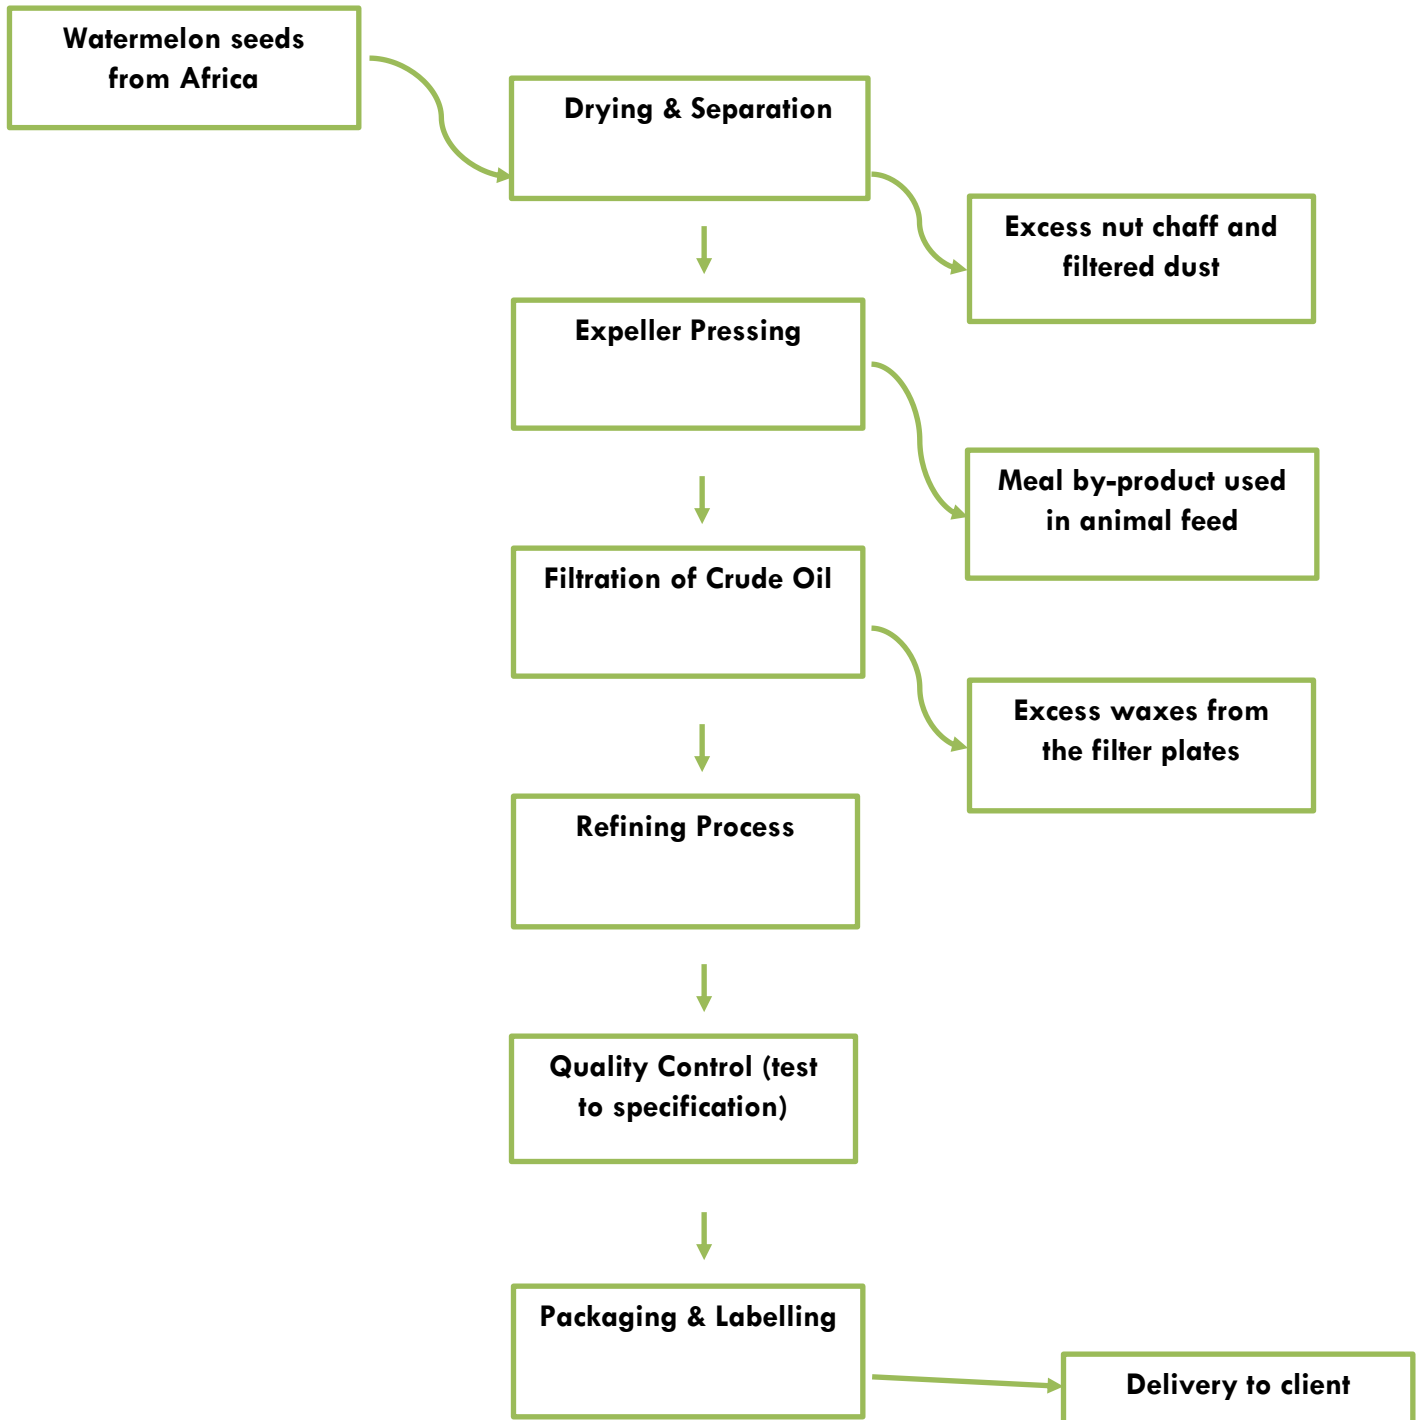 Watermelon seeds
from Africa
Drying & Separation
Excess nut chaff and
filtered dust
Expeller Pressing
Meal by-product used
in animal feed
Filtration of Crude Oil
Excess waxes from
the filter plates
Refining Process
Quality Control (test
to specification)
Packaging & Labelling
Delivery to client